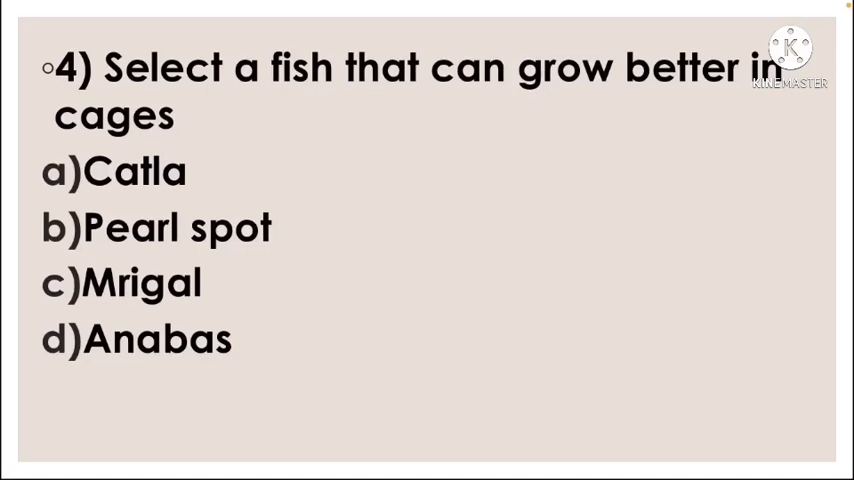 ◦4) Select a fish that can grow better in
cages
a)Catla
b)Pearl spot
c)Mrigal
d)Anabas
K
KINEMASTER